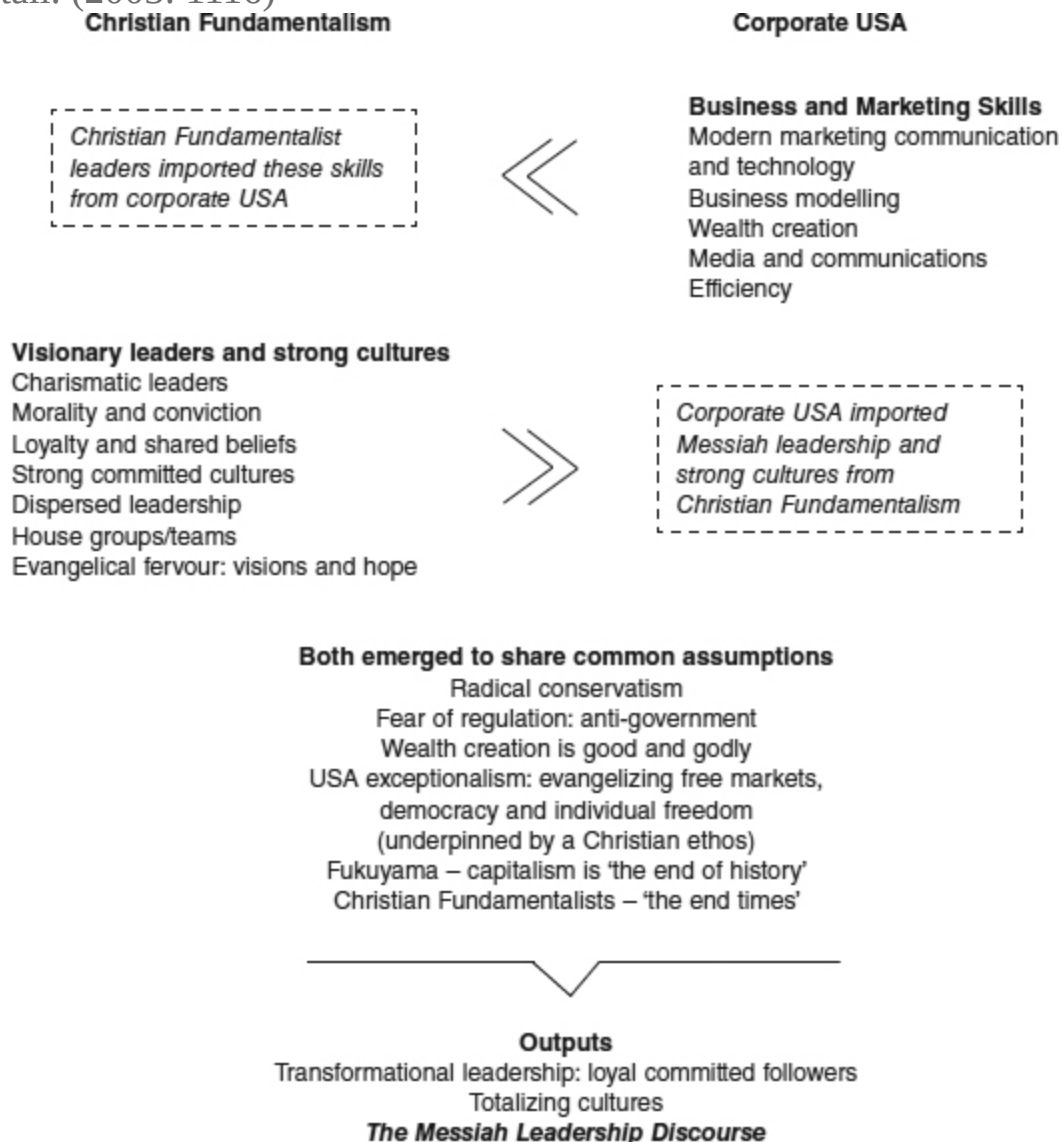 (2005: 1116)
Christian Fundamentalism
Corporate USA
Christian Fundamentalist
leaders imported these skills
from corporate USA
Business and Marketing Skills
Modern marketing communication
and technology
Business modelling
Wealth creation
Media and communications
Efficiency
Visionary leaders and strong cultures
Charismatic leaders
Morality and conviction
Loyalty and shared beliefs
Strong committed cultures
Dispersed leadership
House groups/teams
Evangelical fervour: visions and hope
Corporate USA imported
Messiah leadership and
strong cultures from
Christian Fundamentalism
Both emerged to share common assumptions
Radical conservatism
Fear of regulation: anti-government
Wealth creation is good and godly
USA exceptionalism: evangelizing free markets,
democracy and individual freedom
(underpinned by a Christian ethos)
Fukuyama – capitalism is ‘the end of history’
Christian Fundamentalists – ‘the end times’
Outputs
Transformational leadership: loyal committed followers
Totalizing cultures
The Messiah Leadership Discourse